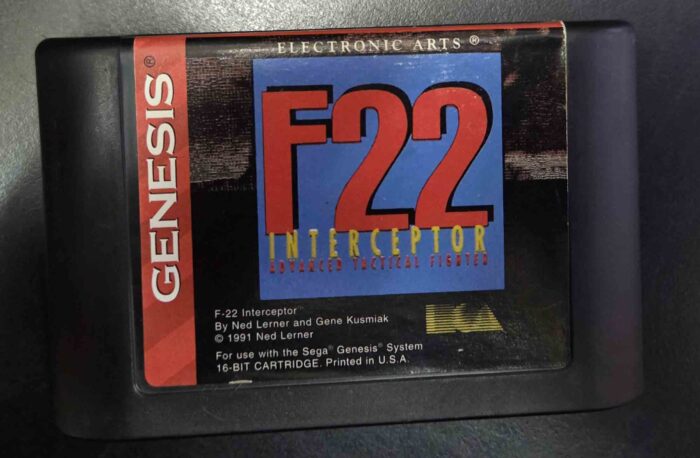 GENESIS®
ELECTRONIC ARTS®
F22
INTERCEPTOR
ADVANCED TACTICAL FIGHTER
F-22 Interceptor
By Ned Lerner and Gene Kusmiak
© 1991 Ned Lerner
For use with the Sega® Genesis® System
16-BIT CARTRIDGE. Printed in U.S.A.
EA